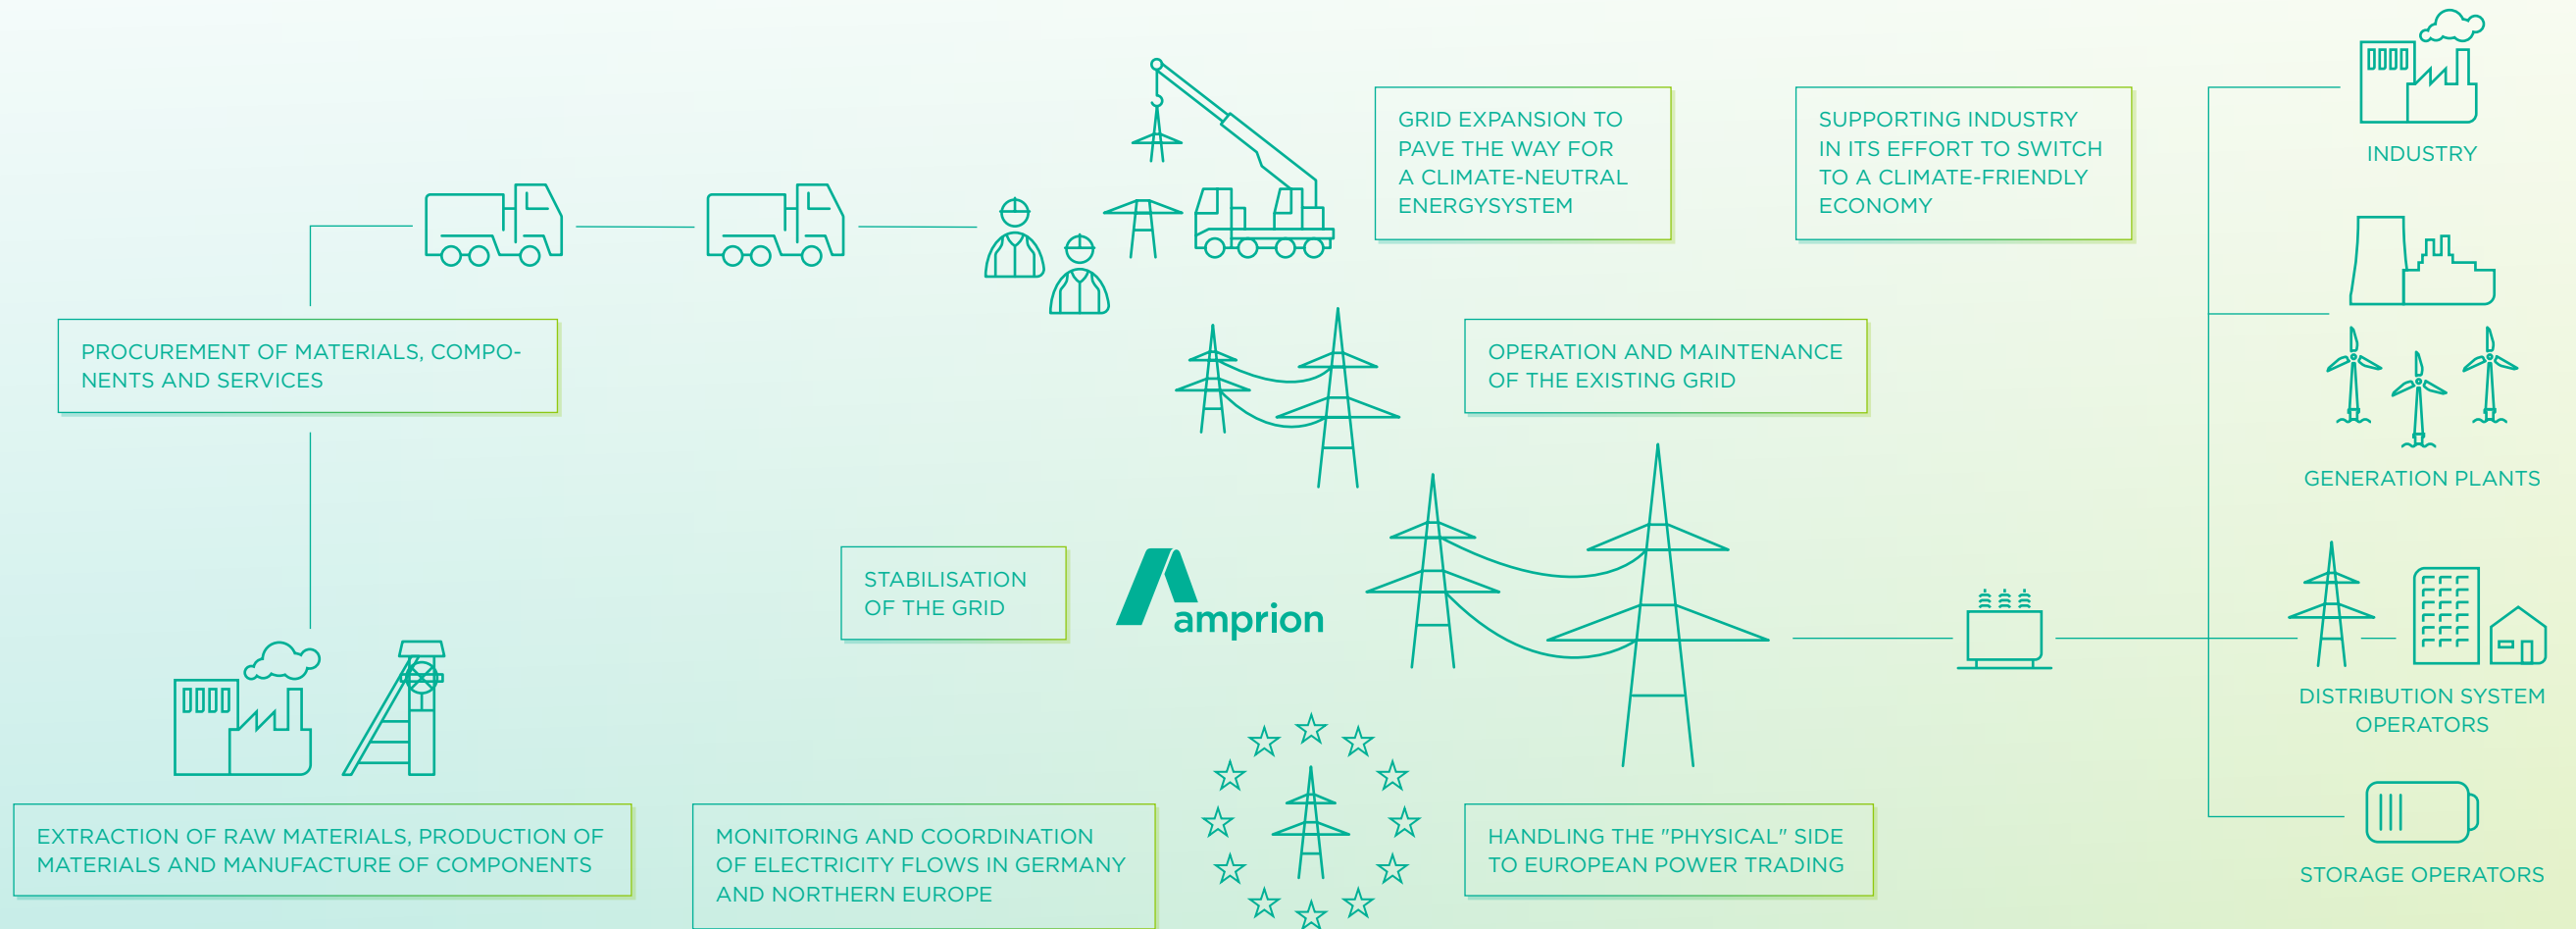 GRID EXPANSION TO
PAVE THE WAY FOR
A CLIMATE-NEUTRAL
ENERGYSYSTEM
SUPPORTING INDUSTRY
IN ITS EFFORT TO SWITCH
TO A CLIMATE-FRIENDLY
ECONOMY
INDUSTRY
PROCUREMENT OF MATERIALS, COMPO-
NENTS AND SERVICES
OPERATION AND MAINTENANCE
OF THE EXISTING GRID
GENERATION PLANTS
STABILISATION
OF THE GRID
amprion
DISTRIBUTION SYSTEM
OPERATORS
EXTRACTION OF RAW MATERIALS, PRODUCTION OF
MATERIALS AND MANUFACTURE OF COMPONENTS
MONITORING AND COORDINATION
OF ELECTRICITY FLOWS IN GERMANY
AND NORTHERN EUROPE
HANDLING THE "PHYSICAL" SIDE
TO EUROPEAN POWER TRADING
STORAGE OPERATORS